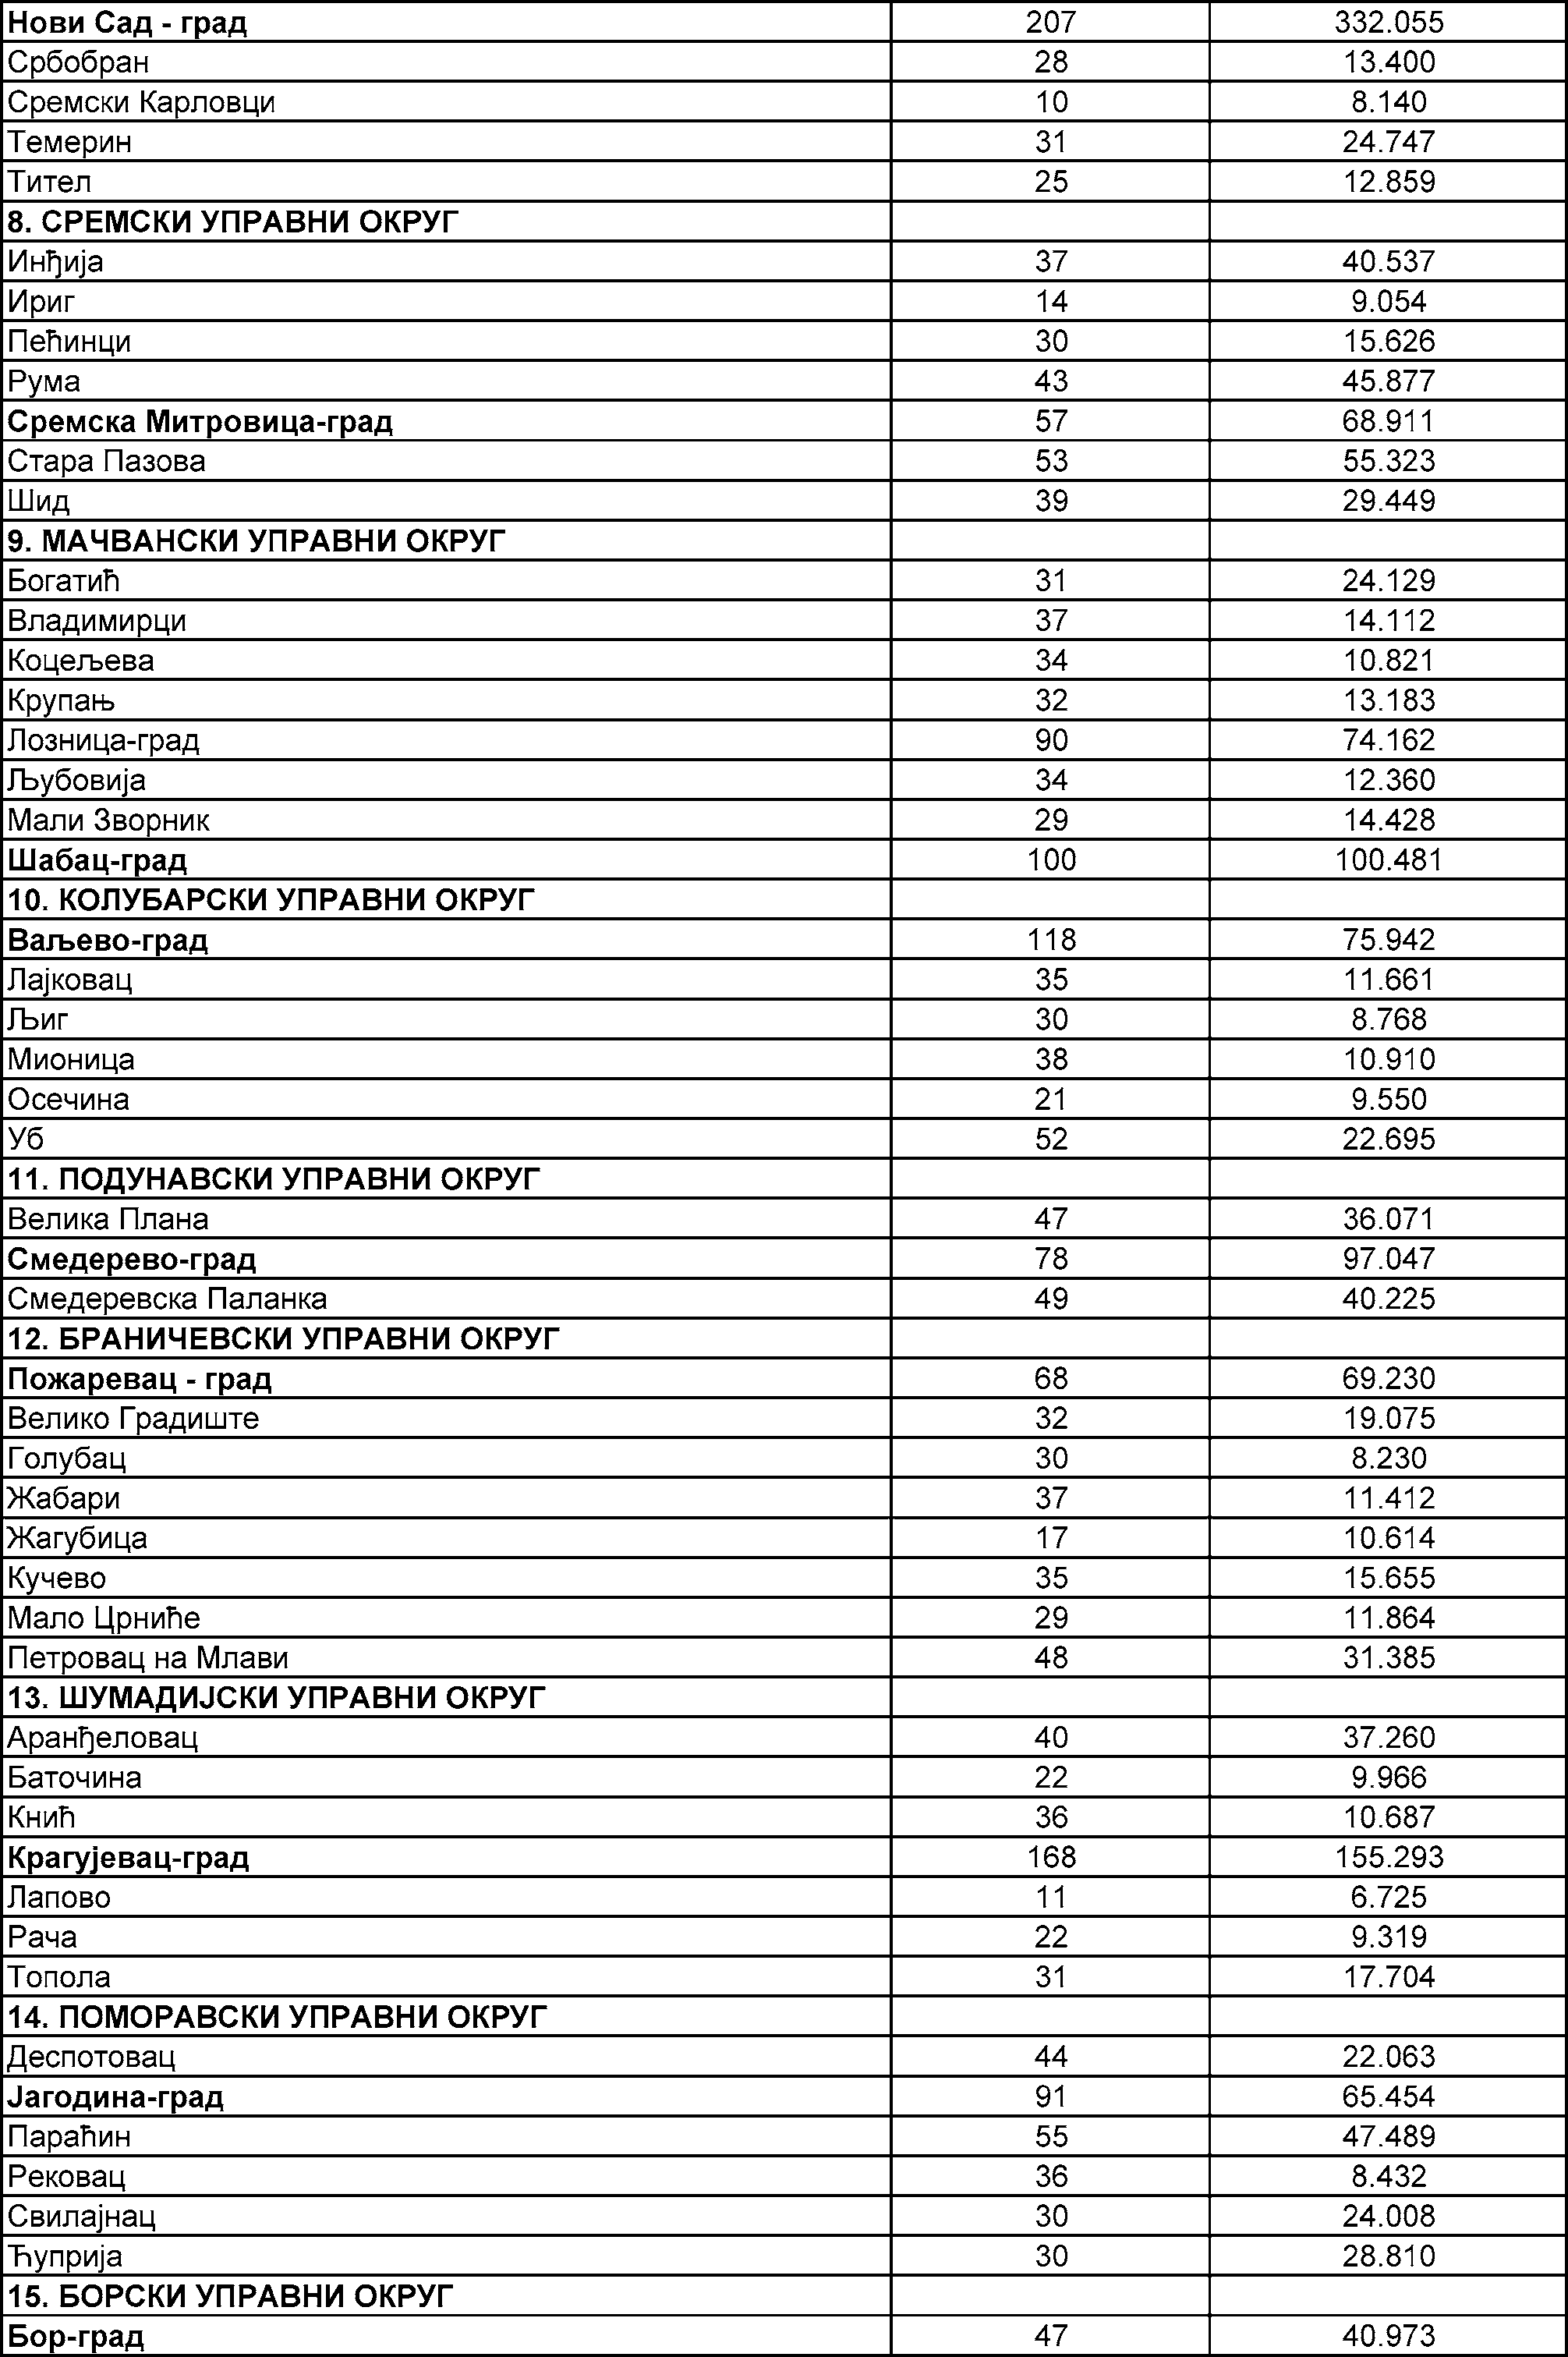 Нови Сад - град 207 332.055
Србобран 28 13.400
Сремски Карловци 10 8.140
Темерин 31 24.747
Тител 25 12.859
8. СРЕМСКИ УПРАВНИ ОКРУГ
Инђија 37 40.537
Ириг 14 9.054
Пећинци 30 15.626
Рума 43 45.877
Сремска Митровица-град 57 68.911
Стара Пазова 53 55.323
Шид 39 29.449
9. МАЧВАНСКИ УПРАВНИ ОКРУГ
Богатић 31 24.129
Владимирци 37 14.112
Коцељева 34 10.821
Крупањ 32 13.183
Лозница-град 90 74.162
Љубовија 34 12.360
Мали Зворник 29 14.428
Шабац-град 100 100.481
10. КОЛУБАРСКИ УПРАВНИ ОКРУГ
Ваљево-град 118 75.942
Лајковац 35 11.661
Љиг 30 8.768
Мионица 38 10.910
Осечина 21 9.550
Уб 52 22.695
11. ПОДУНАВСКИ УПРАВНИ ОКРУГ
Велика Плана 47 36.071
Смедерево-град 78 97.047
Смедеревска Паланка 49 40.225
12. БРАНИЧЕВСКИ УПРАВНИ ОКРУГ
Пожаревац - град 68 69.230
Велико Градиште 32 19.075
Голубац 30 8.230
Жабари 37 11.412
Жагубица 17 10.614
Кучево 35 15.655
Мало Црниће 29 11.864
Петровац на Млави 48 31.385
13. ШУМАДИЈСКИ УПРАВНИ ОКРУГ
Аранђеловац 40 37.260
Баточина 22 9.966
Кнић 36 10.687
Крагујевац-град 168 155.293
Лапово 11 6.725
Рача 22 9.319
Топола 31 17.704
14. ПОМОРАВСКИ УПРАВНИ ОКРУГ
Деспотовац 44 22.063
Јагодина-град 91 65.454
Параћин 55 47.489
Рековац 36 8.432
Свилајнац 30 24.008
Ћуприја 30 28.810
15. БОРСКИ УПРАВНИ ОКРУГ
Бор-град 47 40.973